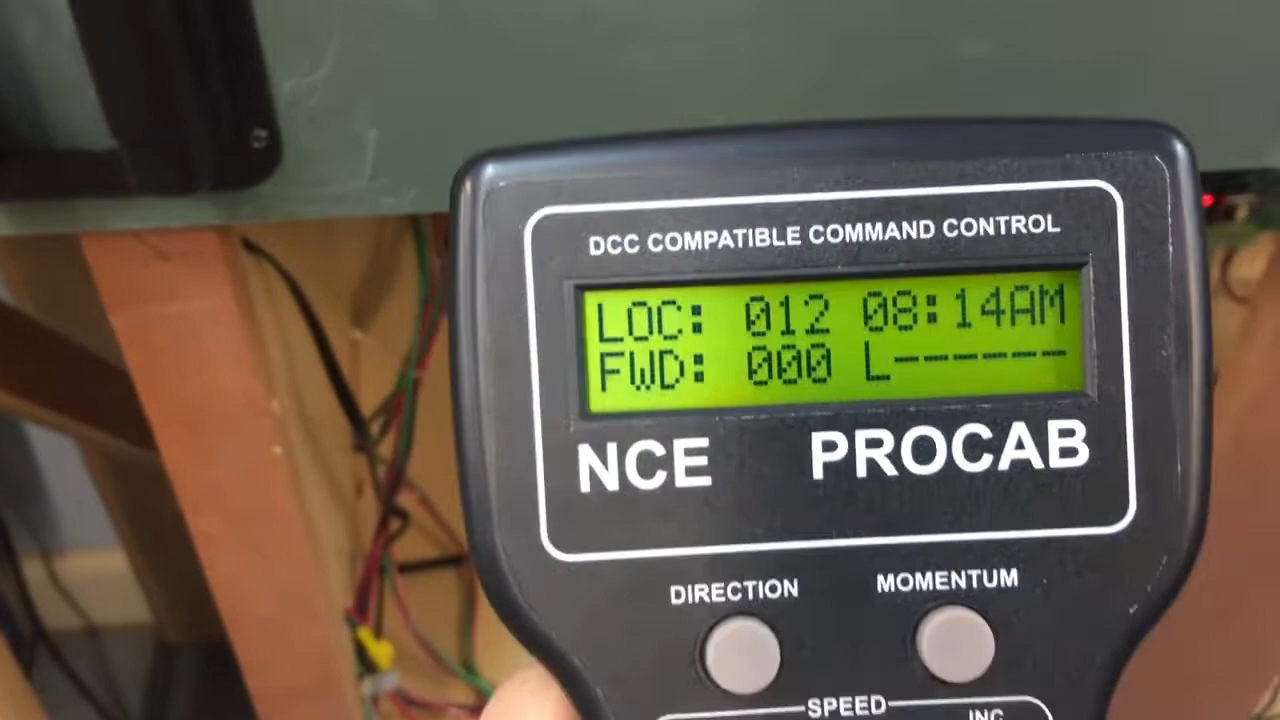 DCC COMPATIBLE COMMAND CONTROL
LOC: 012 08:14AM
FWD: 000 L------
NCE PROCAB
DIRECTION MOMENTUM
SPEED
INC